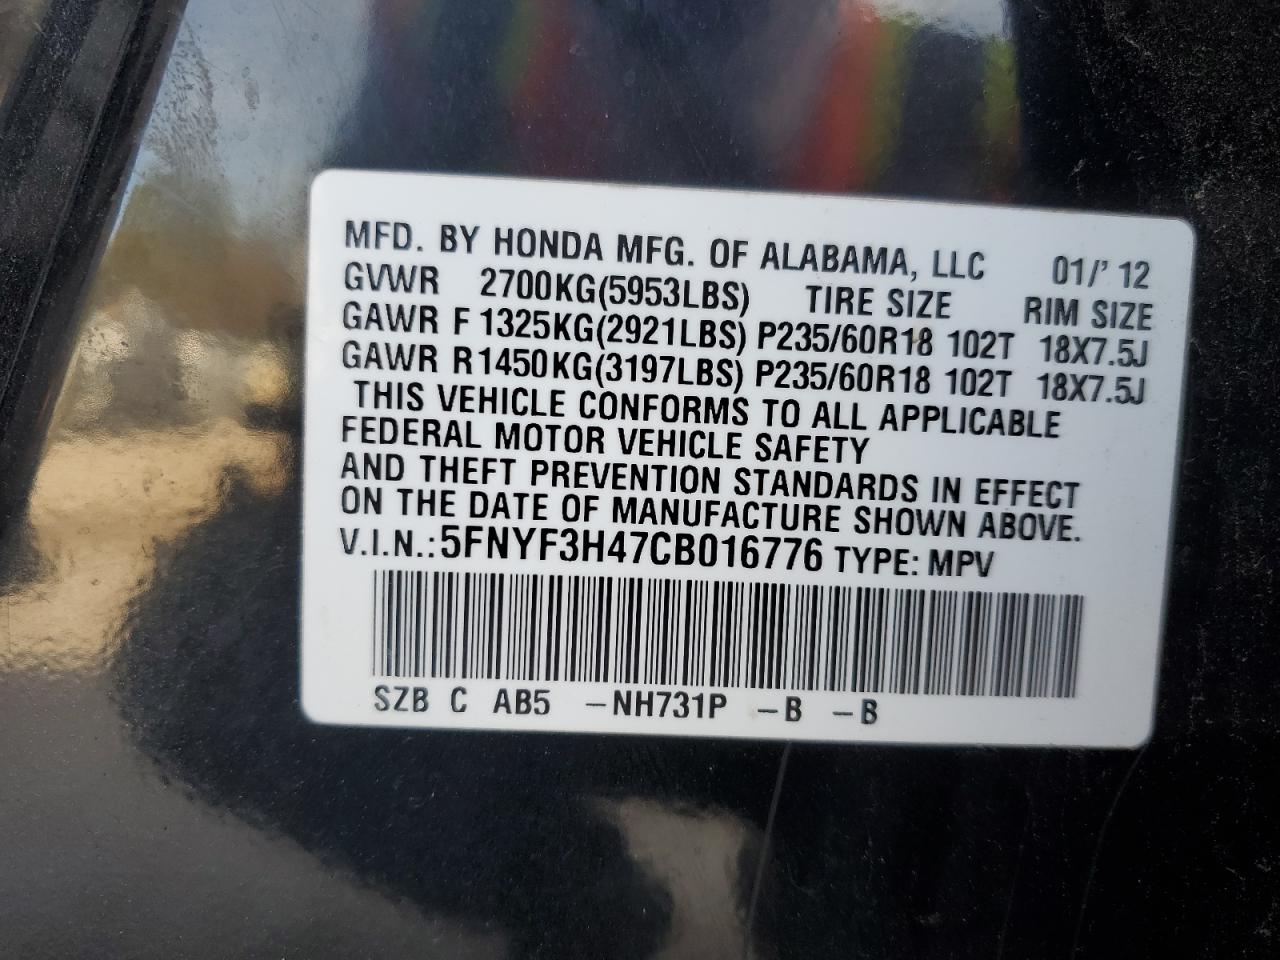 MFD. BY HONDA MFG. OF ALABAMA, LLC 01/'12
GVWR 2700KG(5953LBS) TIRE SIZE RIM SIZE
GAWR F 1325KG(2921LBS) P235/60R18 102T 18X7.5J
GAWR R 1450KG(3197LBS) P235/60R18 102T 18X7.5J
THIS VEHICLE CONFORMS TO ALL APPLICABLE
FEDERAL MOTOR VEHICLE SAFETY
AND THEFT PREVENTION STANDARDS IN EFFECT
ON THE DATE OF MANUFACTURE SHOWN ABOVE.
V.I.N.: 5FNYF3H47CB016776 TYPE: MPV
SZB C AB5 -NH731P -B -B